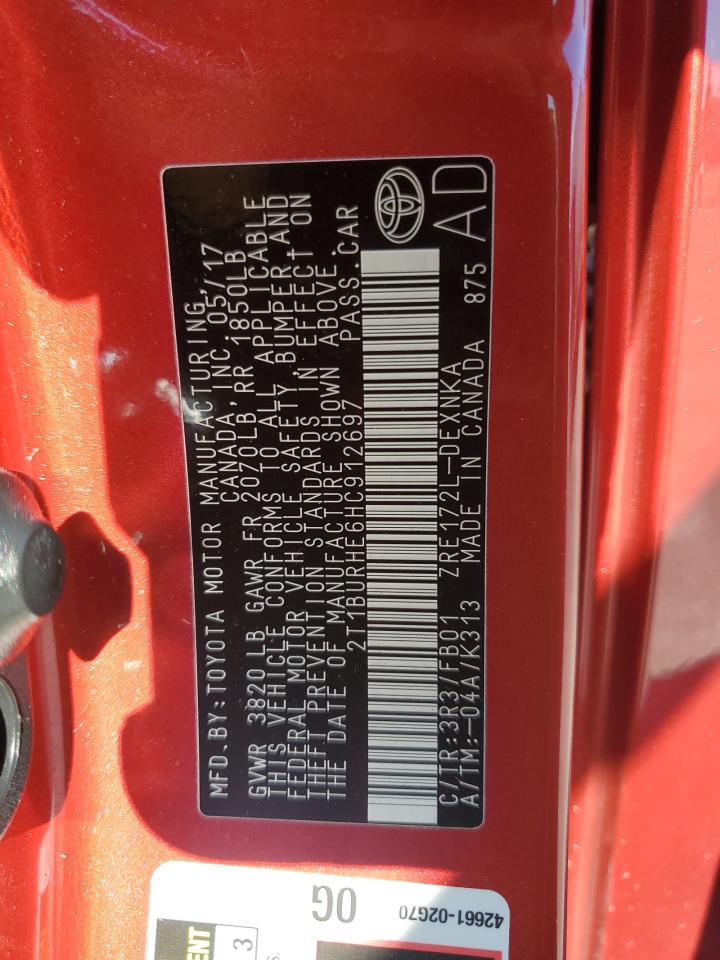 MFD.BY:TOYOTA MOTOR MANUFACTURING,
CANADA, INC. 05/17
GVWR 3820LB GAWR FR 2070LB, RR 1850LB
THIS VEHICLE CONFORMS TO ALL APPLICABLE
FEDERAL MOTOR VEHICLE SAFETY, BUMPER AND
THEFT PREVENTION STANDARDS IN EFFECT ON
THE DATE OF MANUFACTURE SHOWN ABOVE.
2T1BURHE6HC912697 PASS.CAR
C/TR:3R3/FB01 ZRE172L-DEXNKA
A/TM:-04A/K313 MADE IN CANADA 875
AD
0G
42661-02G70
3